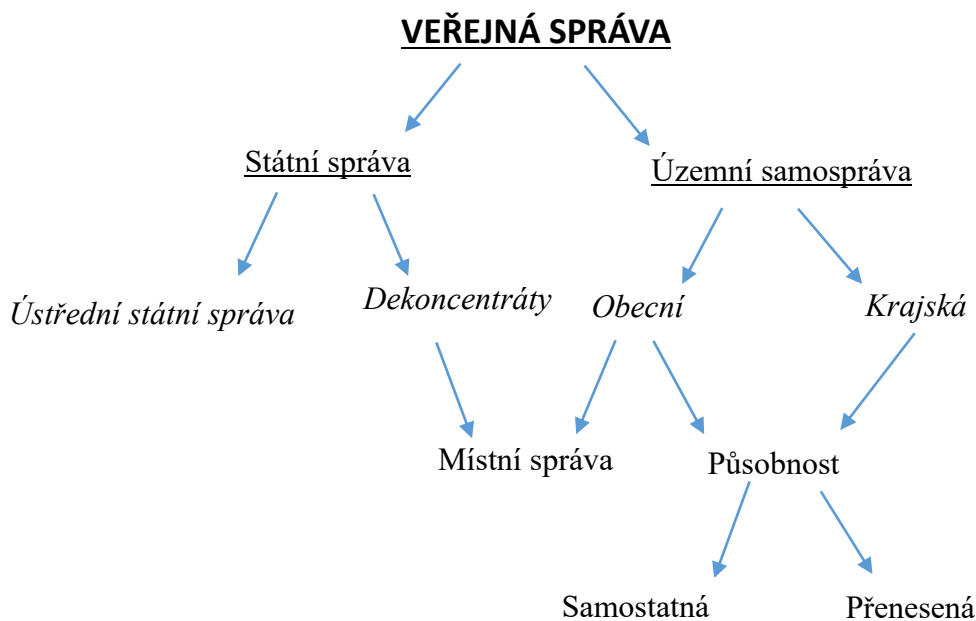 VEŘEJNÁ SPRÁVA
Státní správa
Územní samospráva
Ústřední státní správa
Dekoncentráty
Obecní
Krajská
Místní správa
Působnost
Samostatná
Přenesená